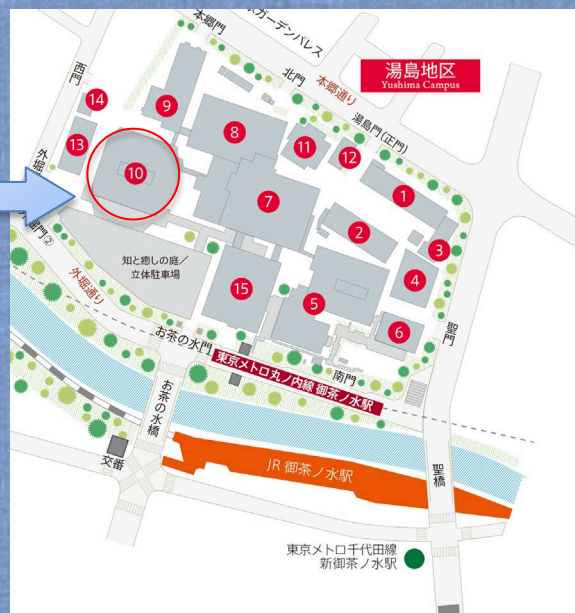 ガーデンパレス
本郷門
北門
本郷通り
湯島地区
Yushima Campus
西門
湯島門(正門)
14
9
8
11
12
13
10
1
外堀
7
2
3
4
知と癒しの庭/
立体駐車場
外堀通り
15
5
6
お茶の水門
南門
聖門
東京メトロ丸ノ内線 御茶ノ水駅
お茶の水橋
交番
JR 御茶ノ水駅
聖橋
東京メトロ千代田線
新御茶ノ水駅